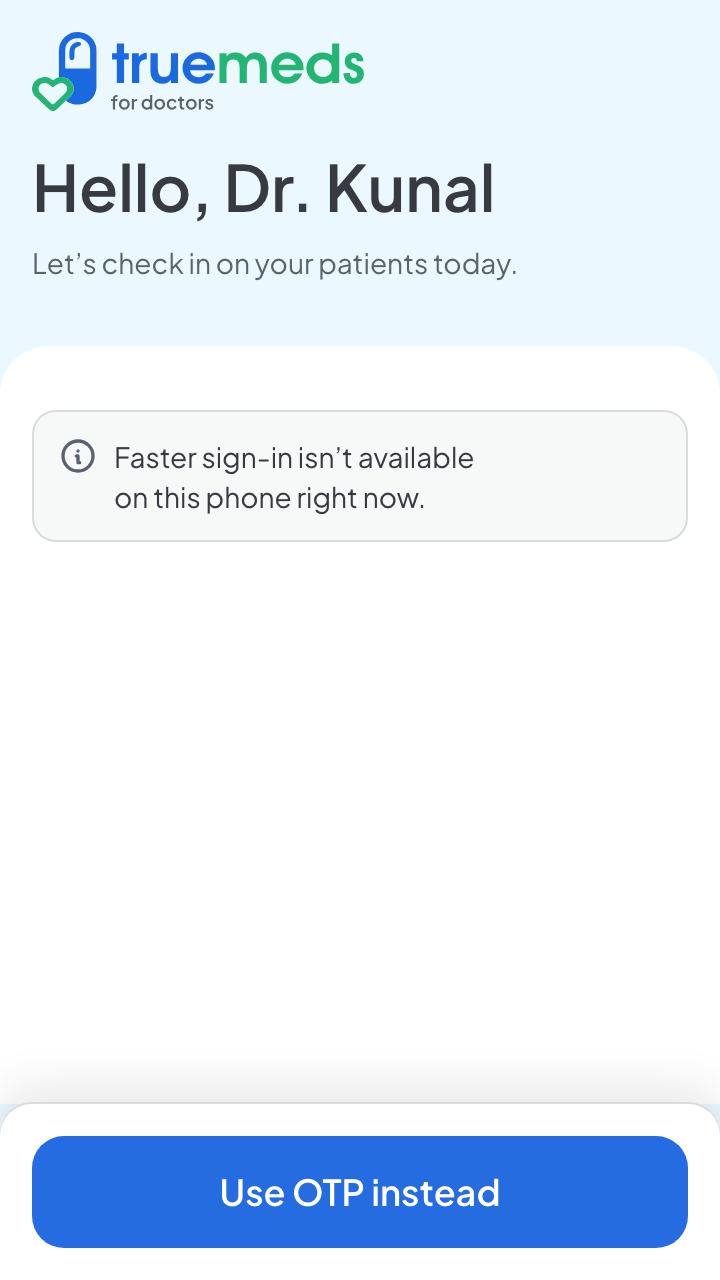 truemeds
for doctors
Hello, Dr. Kunal
Let’s check in on your patients today.
Faster sign-in isn’t available
on this phone right now.
Use OTP instead